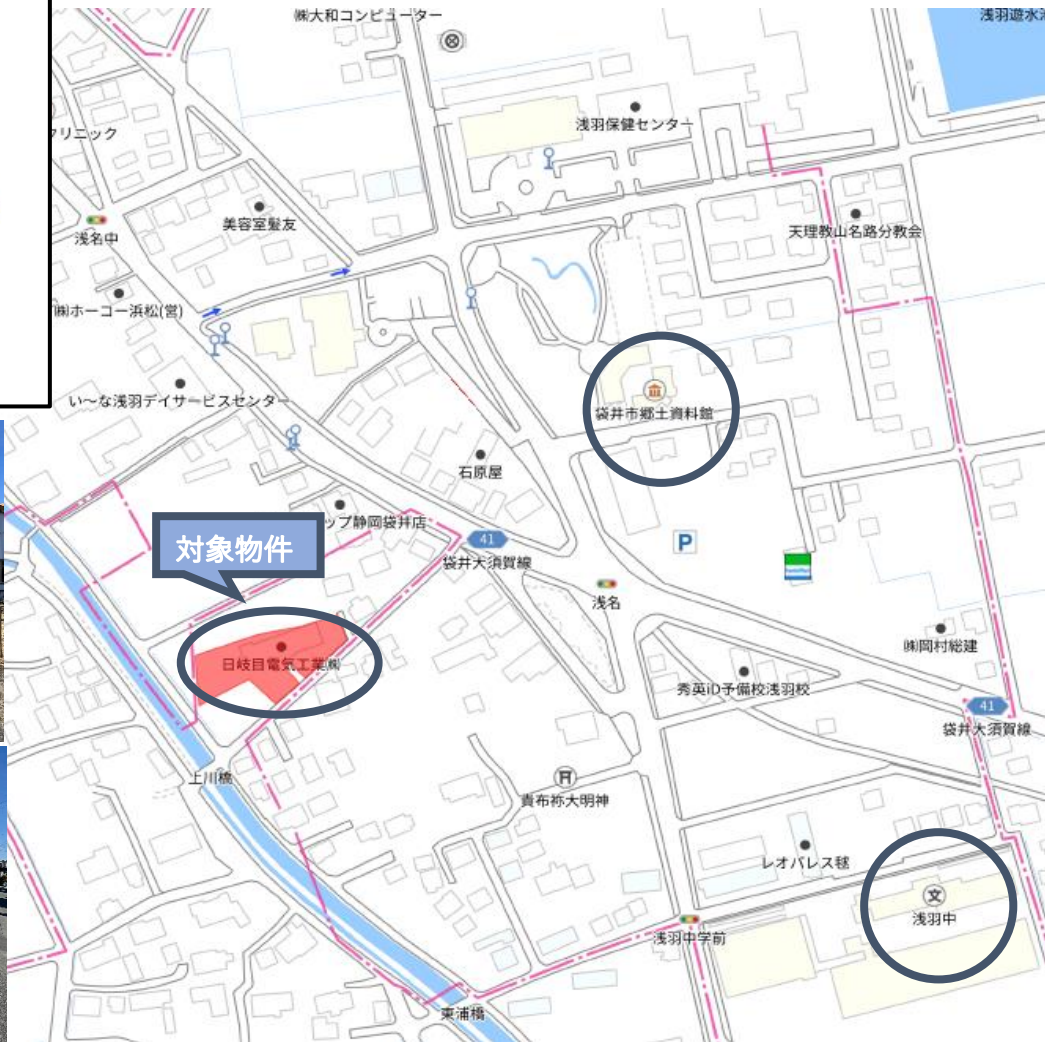 ㈱大和コンピューター
浅羽遊水
クリニック
浅羽保健センター
美容室髪友
浅名中
天理教山名路分教会
㈱ホーコー浜松(営)
い～な浅羽デイサービスセンター
袋井市郷土資料館
石原屋
ップ静岡袋井店
41
袋井大須賀線
対象物件
P
浅名
日岐目電気工業㈱
㈱岡村総建
秀英iD予備校浅羽校
41
袋井大須賀線
上川橋
貴布祢大明神
レオパレス毬
文
浅羽中
浅羽中学前
東浦橋